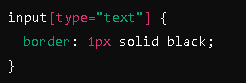 input[type="text"] {
  border: 1px solid black;
}